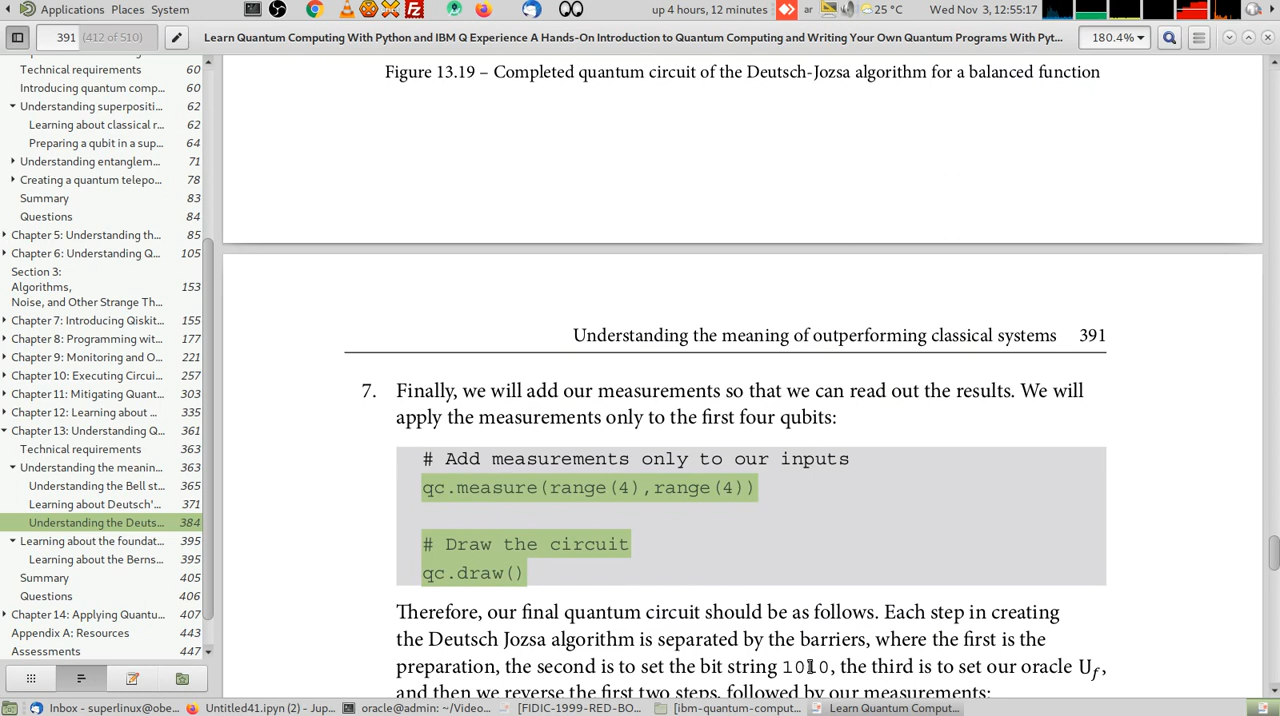 Applications Places System up 4 hours, 12 minutes ar 25 °C Wed Nov 3, 12:55:17
391 (412 of 510) Learn Quantum Computing With Python and IBM Q Experience A Hands-On Introduction to Quantum Computing and Writing Your Own Quantum Programs With Pyt... 180.4%
Technical requirements 60
Introducing quantum comp... 60
Understanding superpositi... 62
Learning about classical r... 62
Preparing a qubit in a sup... 64
Understanding entanglem... 71
Creating a quantum telepo... 78
Summary 83
Questions 84
Chapter 5: Understanding th... 85
Chapter 6: Understanding Q... 105
Section 3:
Algorithms,
Noise, and Other Strange Th... 153
Chapter 7: Introducing Qiskit... 155
Chapter 8: Programming wit... 177
Chapter 9: Monitoring and O... 221
Chapter 10: Executing Circui... 257
Chapter 11: Mitigating Quant... 303
Chapter 12: Learning about ... 335
Chapter 13: Understanding Q... 361
Technical requirements 363
Understanding the meanin... 363
Understanding the Bell st... 365
Learning about Deutsch'... 371
Understanding the Deuts... 384
Learning about the foundat... 395
Learning about the Berns... 395
Summary 405
Questions 406
Chapter 14: Applying Quantu... 407
Appendix A: Resources 443
Assessments 447
Figure 13.19 – Completed quantum circuit of the Deutsch-Jozsa algorithm for a balanced function
Understanding the meaning of outperforming classical systems 391
7. Finally, we will add our measurements so that we can read out the results. We will
apply the measurements only to the first four qubits:
# Add measurements only to our inputs
qc.measure(range(4),range(4))
# Draw the circuit
qc.draw()
Therefore, our final quantum circuit should be as follows. Each step in creating
the Deutsch Jozsa algorithm is separated by the barriers, where the first is the
preparation, the second is to set the bit string 1010, the third is to set our oracle Uf,
and then we reverse the first two steps, followed by our measurements:
Inbox - superlinux@obe... Untitled41.ipyn (2) - Jup... oracle@admin: ~/Video... [FIDIC-1999-RED-BO... [ibm-quantum-comput... Learn Quantum Comput...